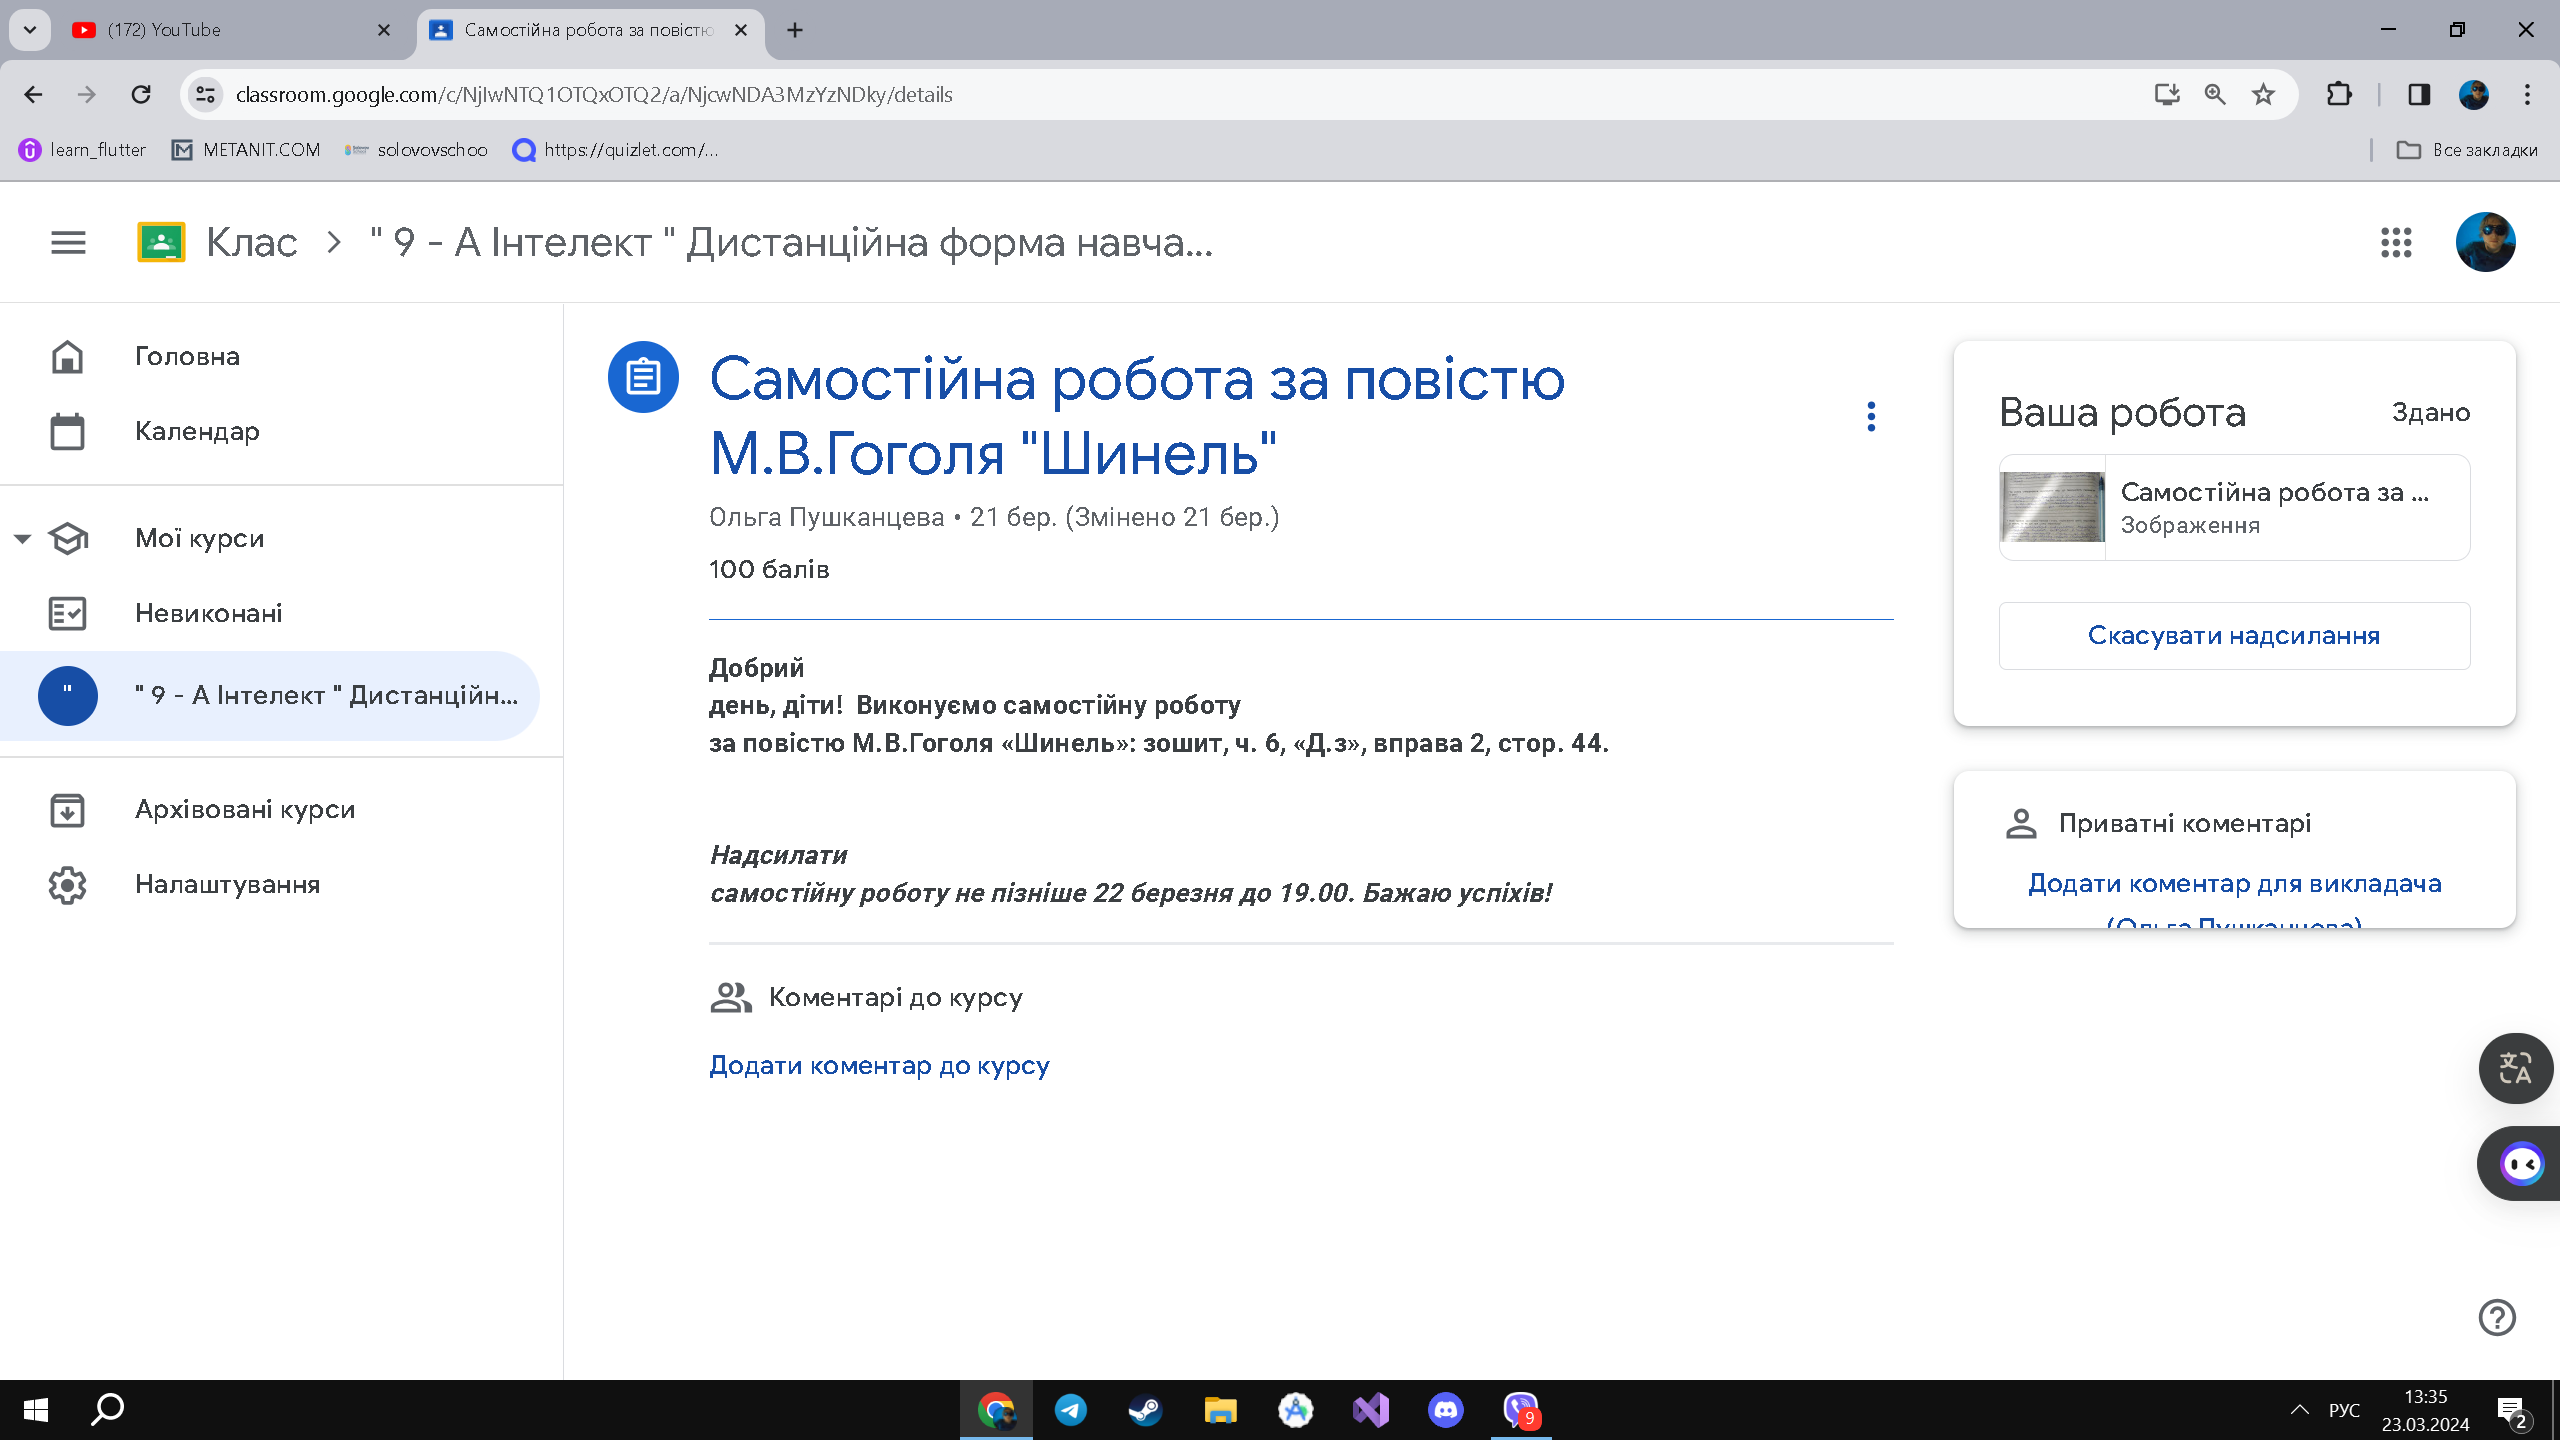 (172) YouTube
Самостійна робота за повістю
classroom.google.com/c/NjIwNTQ1OTQxOTQ2/a/NjcwNDA3MzYzNDky/details
learn_flutter
METANIT.COM
solovovschoo
https://quizlet.com/...
Все закладки
Клас
" 9 - А Інтелект " Дистанційна форма навча...
Головна
Календар
Мої курси
Невиконані
"
" 9 - А Інтелект " Дистанційн...
Архівовані курси
Налаштування
Самостійна робота за повістю
М.В.Гоголя "Шинель"
Ольга Пушканцева • 21 бер. (Змінено 21 бер.)
100 балів
Добрий
день, діти! Виконуємо самостійну роботу
за повістю М.В.Гоголя «Шинель»: зошит, ч. 6, «Д.з», вправа 2, стор. 44.
Надсилати
самостійну роботу не пізніше 22 березня до 19.00. Бажаю успіхів!
Коментарі до курсу
Додати коментар до курсу
Ваша робота
Здано
Самостійна робота за ...
Зображення
Скасувати надсилання
Приватні коментарі
Додати коментар для викладача
(Ольга Пушканцева)
9
РУС
13:35
23.03.2024
2